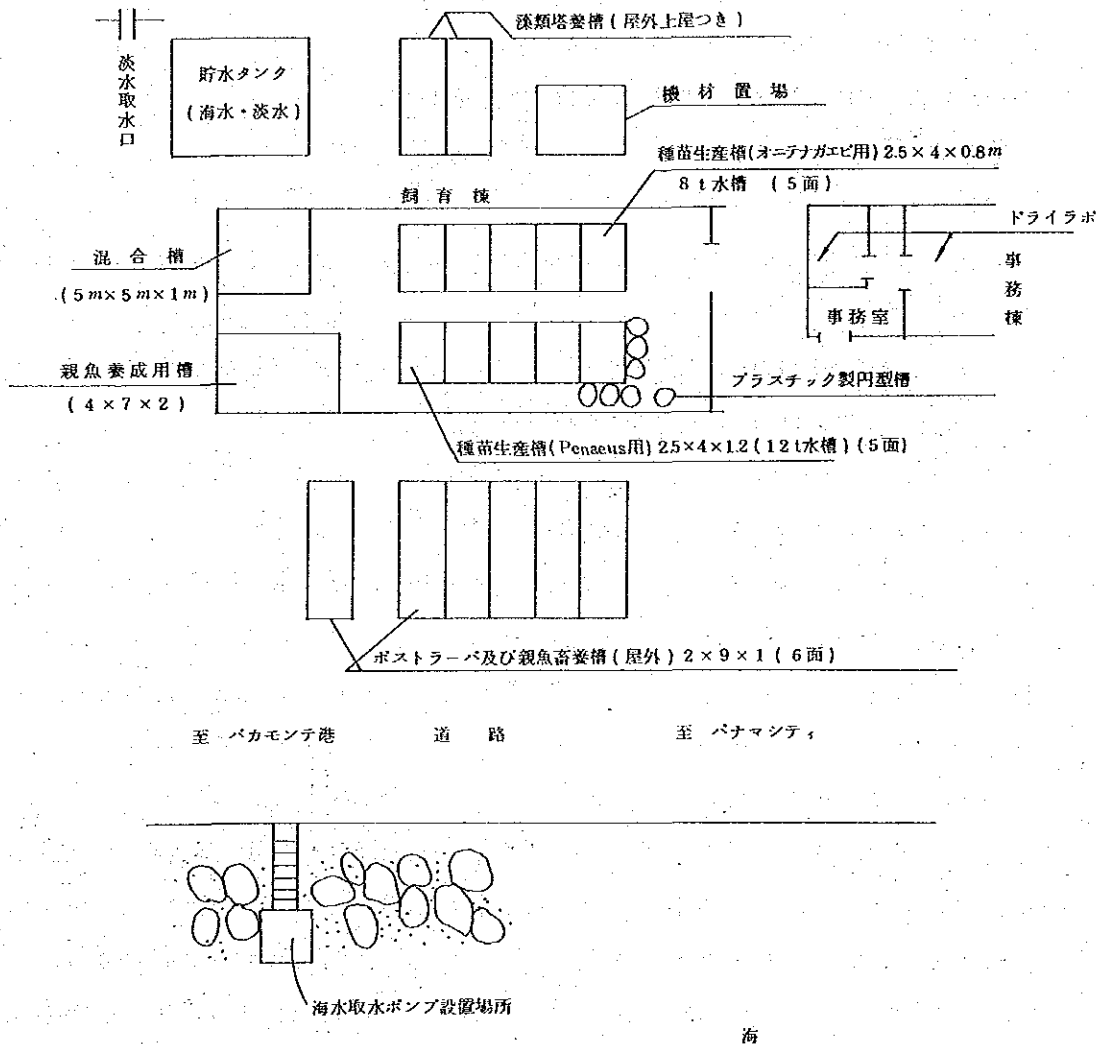 藻類培養槽(屋外上屋つき)
淡水取水口
貯水タンク
(海水・淡水)
機材置場
種苗生産槽(オニテナガエビ用) 2.5×4×0.8m
8t水槽 (5面)
飼育棟
ドライラボ
混合槽
(5m×5m×1m)
事務棟
事務室
親魚養成用槽
(4×7×2)
プラスチック製円型槽
種苗生産槽(Penaeus用) 2.5×4×1.2(12t水槽)(5面)
ポストラーバ及び親魚畜養槽(屋外) 2×9×1(6面)
至 バカモンテ港
道路
至 パナマシティ
海水取水ポンプ設置場所
海